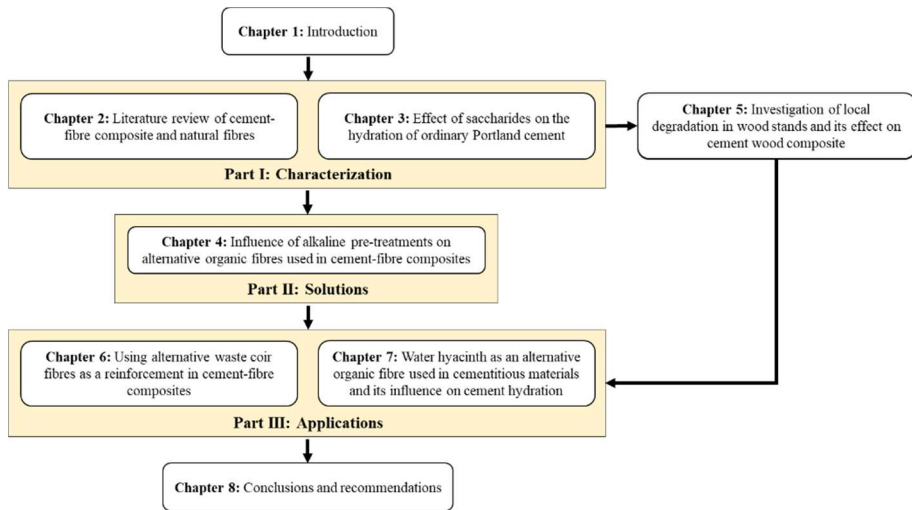 Chapter 1: Introduction
Chapter 2: Literature review of cement-
fibre composite and natural fibres
Chapter 3: Effect of saccharides on the
hydration of ordinary Portland cement
Part I: Characterization
Chapter 5: Investigation of local
degradation in wood stands and its effect on
cement wood composite
Chapter 4: Influence of alkaline pre-treatments on
alternative organic fibres used in cement-fibre composites
Part II: Solutions
Chapter 6: Using alternative waste coir
fibres as a reinforcement in cement-fibre
composites
Chapter 7: Water hyacinth as an alternative
organic fibre used in cementitious materials
and its influence on cement hydration
Part III: Applications
Chapter 8: Conclusions and recommendations